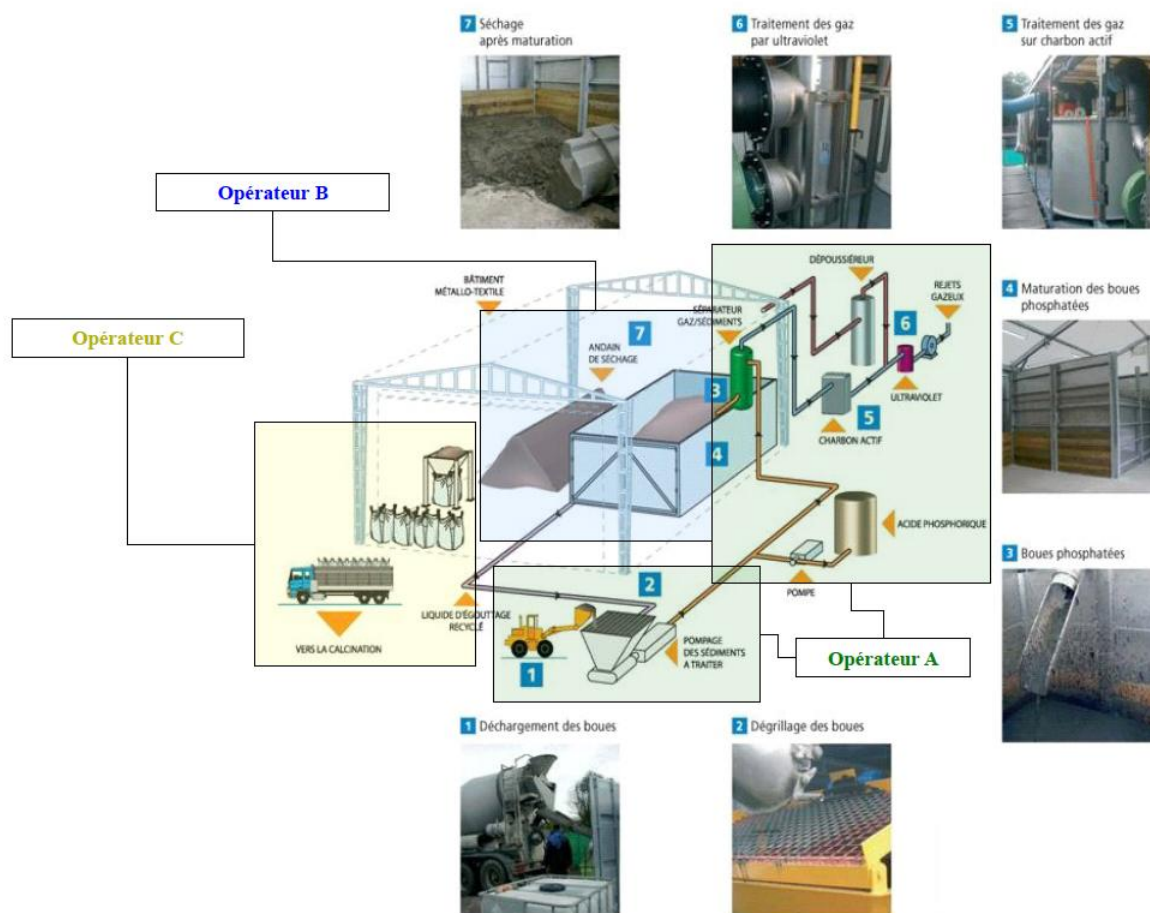 7 Séchage
après maturation
6 Traitement des gaz
par ultraviolet
5 Traitement des gaz
sur charbon actif
Opérateur B
BÂTIMENT
MÉTALLO-TEXTILE
DÉPOUSSIÉREUR
SÉPARATEUR
GAZ/SÉDIMENTS
REJETS
GAZEUX
4 Maturation des boues
phosphatées
Opérateur C
7
ANDAIN
DE SÉCHAGE
6
ULTRAVIOLET
3
5
CHARBON ACTIF
4
ACIDE PHOSPHORIQUE
3 Boues phosphatées
2
POMPE
LIQUIDE D'ÉGOUTTAGE
RECYCLÉ
VERS LA CALCINATION
1
POMPAGE
DES SÉDIMENTS
A TRAITER
Opérateur A
1 Déchargement des boues
2 Dégrillage des boues